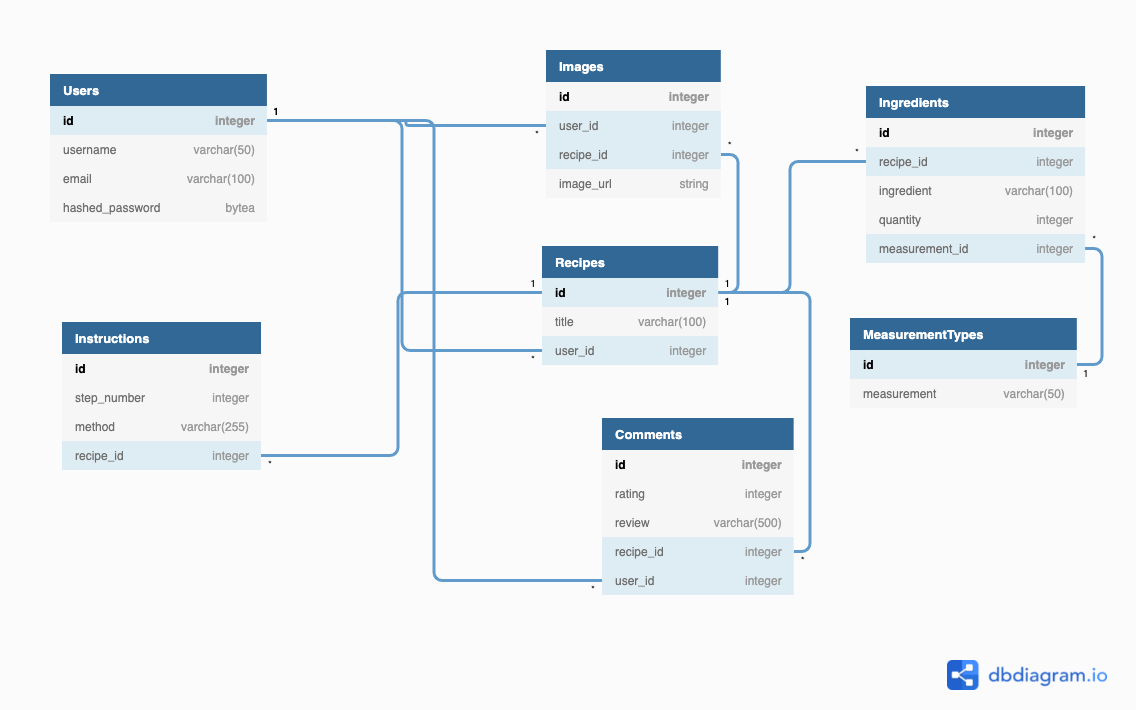 Users
id integer
username varchar(50)
email varchar(100)
hashed_password bytea
1
Images
id integer
user_id integer
recipe_id integer
image_url string
*
*
Ingredients
id integer
recipe_id integer
ingredient varchar(100)
quantity integer
measurement_id integer
*
*
Recipes
id integer
title varchar(100)
user_id integer
1
1
1
*
Instructions
id integer
step_number integer
method varchar(255)
recipe_id integer
*
MeasurementTypes
id integer
measurement varchar(50)
1
Comments
id integer
rating integer
review varchar(500)
recipe_id integer
user_id integer
*
*
dbdiagram.io